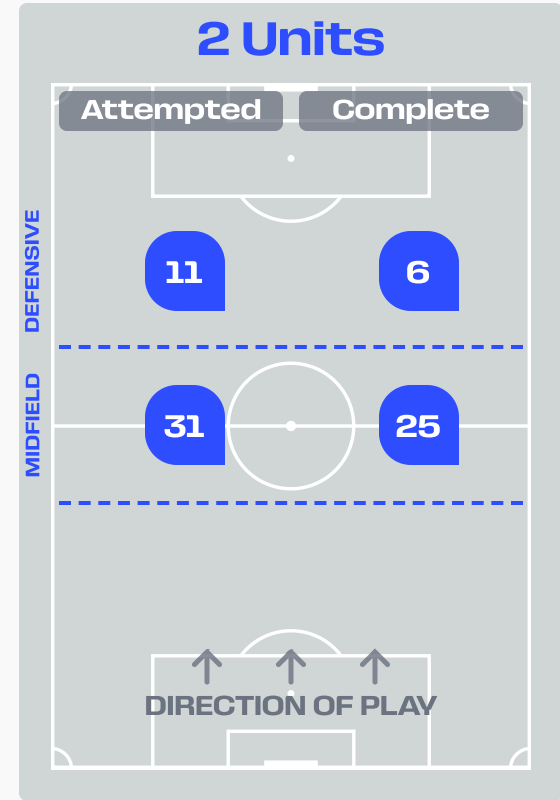 2 Units
Attempted Complete
DEFENSIVE
11 6
MIDFIELD
31 25
DIRECTION OF PLAY